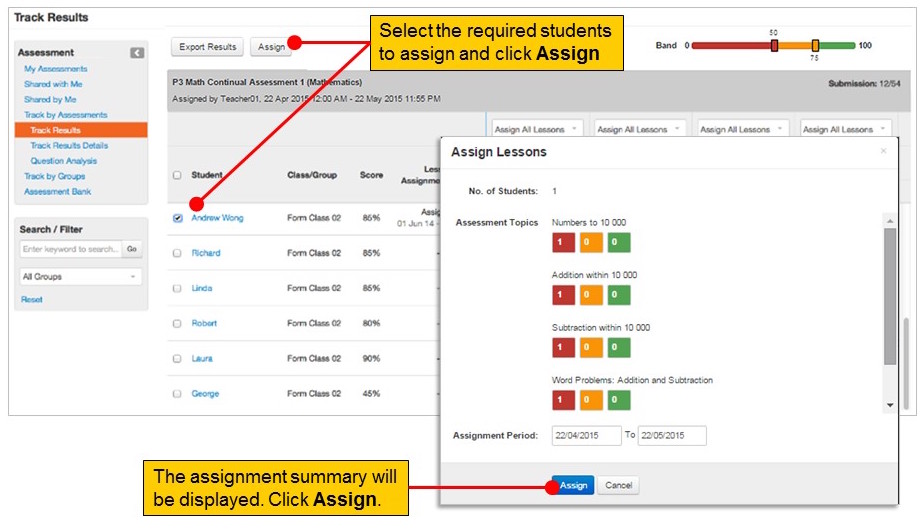 Track Results
Select the required students
to assign and click Assign
Export Results
Assign
Band 0 50 75 100
Assessment
My Assessments
Shared with Me
Shared by Me
Track by Assessments
Track Results
Track Results Details
Question Analysis
Track by Groups
Assessment Bank
Search / Filter
Enter keyword to search... Go
All Groups
Reset
P3 Math Continual Assessment 1 (Mathematics) Submission: 12/54
Assigned by Teacher01, 22 Apr 2015 12:00 AM - 22 May 2015 11:55 PM
Assign All Lessons Assign All Lessons Assign All Lessons Assign All Lessons
Student Class/Group Score
Andrew Wong Form Class 02 85%
01 Jun 14 -
Richard Form Class 02 85% -
Linda Form Class 02 85% -
Robert Form Class 02 80% -
Laura Form Class 02 90% -
George Form Class 02 45% -
Assign Lessons ×
No. of Students: 1
Assessment Topics Numbers to 10 000
1 0 0
Addition within 10 000
1 0 0
Subtraction within 10 000
1 0 0
Word Problems: Addition and Subtraction
1 0 0
Assignment Period: 22/04/2015 To 22/05/2015
Assign Cancel
The assignment summary will
be displayed. Click Assign.